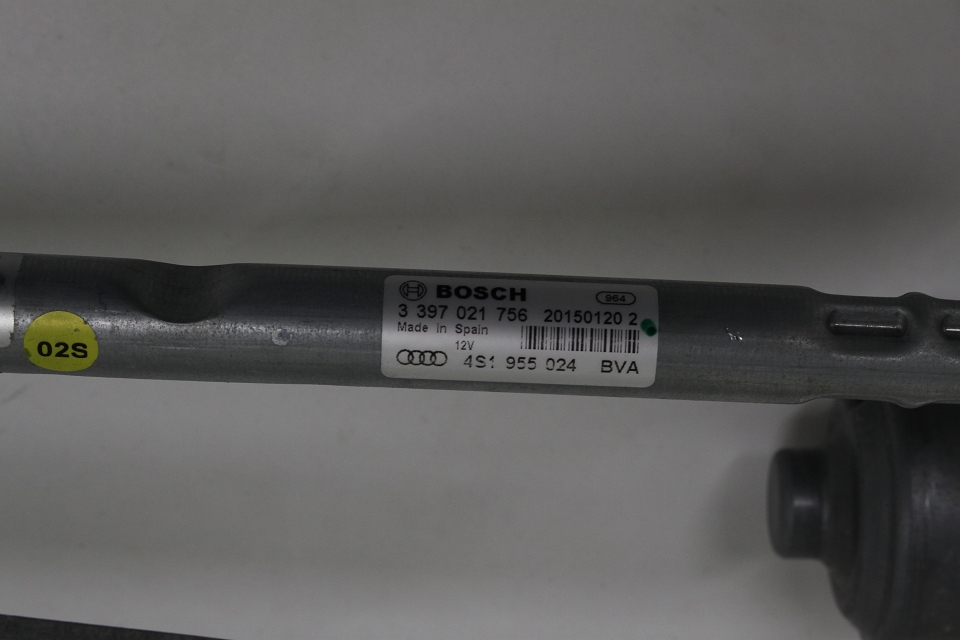 BOSCH 964
3 397 021 756 20150120 2
Made in Spain
12V
4S1 955 024 BVA
02S